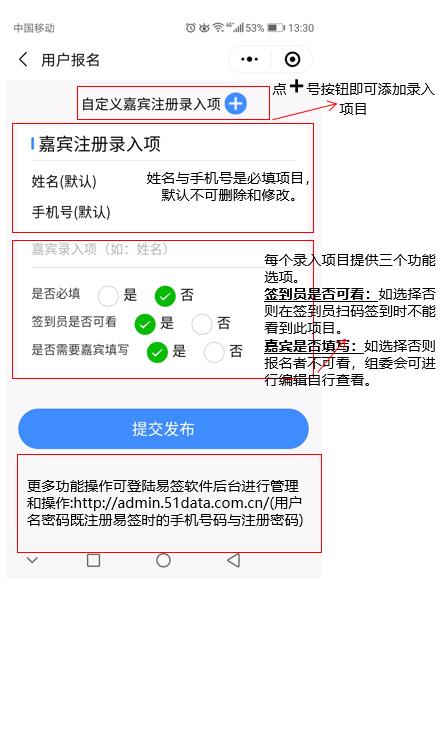 中国移动 53% 13:30
用户报名
自定义嘉宾注册录入项
点+号按钮即可添加录入
项目
嘉宾注册录入项
姓名(默认)
手机号(默认)
姓名与手机号是必填项目，
默认不可删除和修改。
嘉宾录入项（如：姓名）
是否必填 是 否
签到员是否可看 是 否
是否需要嘉宾填写 是 否
每个录入项目提供三个功能
选项。
签到员是否可看：如选择否
则在签到员扫码签到时不能
看到此项目。
嘉宾是否填写：如选择否则
报名者不可看，组委会可进
行编辑自行查看。
提交发布
更多功能操作可登陆易签软件后台进行管理
和操作:http://admin.51data.com.cn/(用户
名密码既注册易签时的手机号码与注册密码)